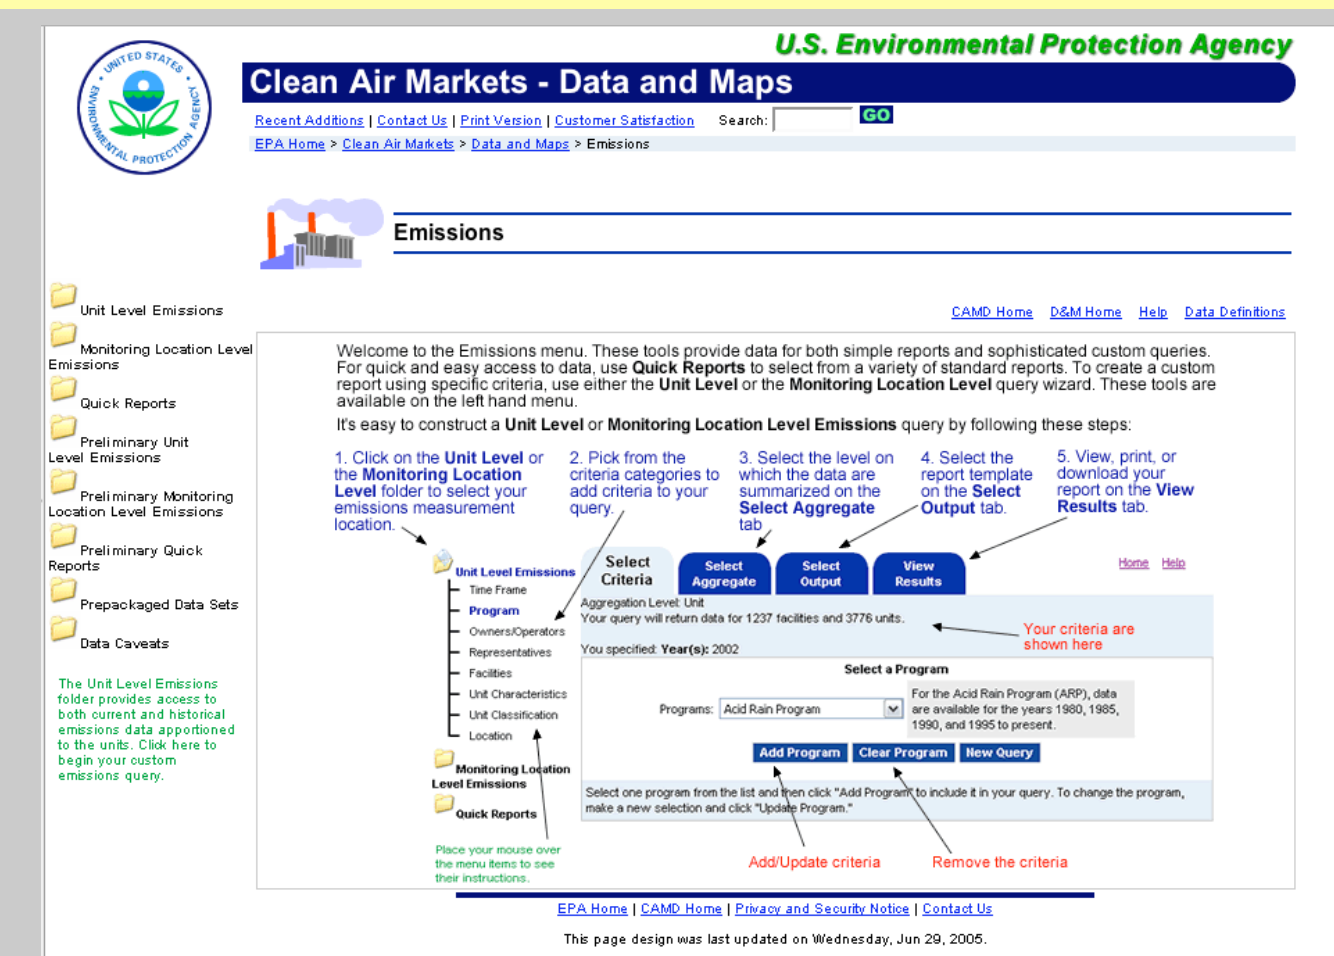 UNITED STATES
ENVIRONMENTAL PROTECTION AGENCY
U.S. Environmental Protection Agency
Clean Air Markets - Data and Maps
Recent Additions | Contact Us | Print Version | Customer Satisfaction Search: GO
EPA Home > Clean Air Markets > Data and Maps > Emissions
Emissions
Unit Level Emissions
Monitoring Location Level
Emissions
Quick Reports
Preliminary Unit
Level Emissions
Preliminary Monitoring
Location Level Emissions
Preliminary Quick
Reports
Prepackaged Data Sets
Data Caveats
The Unit Level Emissions
folder provides access to
both current and historical
emissions data apportioned
to the units. Click here to
begin your custom
emissions query.
CAMD Home D&M Home Help Data Definitions
Welcome to the Emissions menu. These tools provide data for both simple reports and sophisticated custom queries.
For quick and easy access to data, use Quick Reports to select from a variety of standard reports. To create a custom
report using specific criteria, use either the Unit Level or the Monitoring Location Level query wizard. These tools are
available on the left hand menu.
It's easy to construct a Unit Level or Monitoring Location Level Emissions query by following these steps:
1. Click on the Unit Level or
the Monitoring Location
Level folder to select your
emissions measurement
location.
2. Pick from the
criteria categories to
add criteria to your
query.
3. Select the level on
which the data are
summarized on the
Select Aggregate
tab
4. Select the
report template
on the Select
Output tab.
5. View, print, or
download your
report on the View
Results tab.
Unit Level Emissions
Time Frame
Program
Owners/Operators
Representatives
Facilities
Unit Characteristics
Unit Classification
Location
Monitoring Location
Level Emissions
Quick Reports
Place your mouse over
the menu items to see
their instructions.
Select
Criteria
Select
Aggregate
Select
Output
View
Results
Home Help
Aggregation Level: Unit
Your query will return data for 1237 facilities and 3776 units.
Your criteria are
shown here
You specified: Year(s): 2002
Select a Program
Programs: Acid Rain Program
For the Acid Rain Program (ARP), data
are available for the years 1980, 1985,
1990, and 1995 to present.
Add Program Clear Program New Query
Select one program from the list and then click "Add Program" to include it in your query. To change the program,
make a new selection and click "Update Program."
Add/Update criteria Remove the criteria
EPA Home | CAMD Home | Privacy and Security Notice | Contact Us
This page design was last updated on Wednesday, Jun 29, 2005.